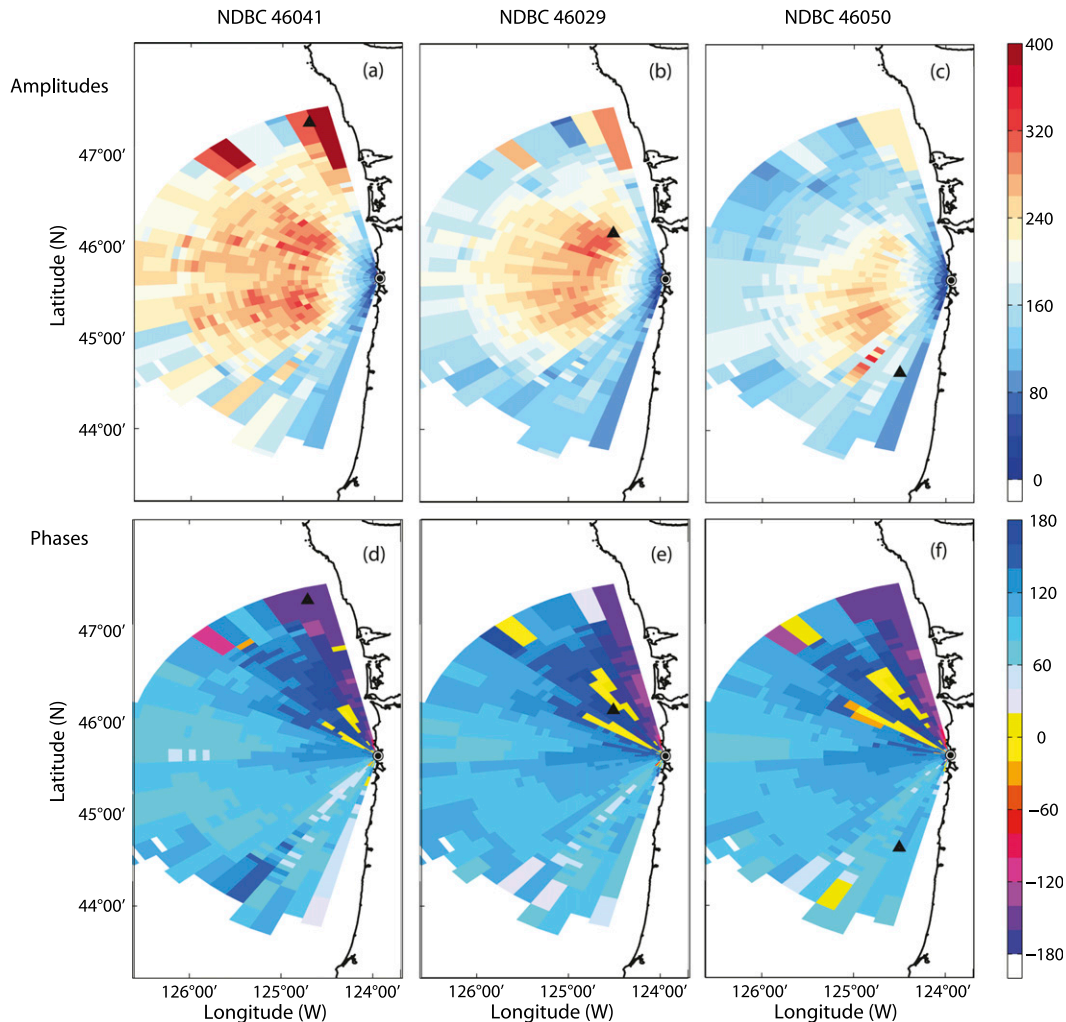 NDBC 46041 NDBC 46029 NDBC 46050
Amplitudes
(a) (b) (c)
400
320
240
160
80
0
47°00′
46°00′
45°00′
44°00′
Latitude (N)
Phases
(d) (e) (f)
180
120
60
0
−60
−120
−180
47°00′
46°00′
45°00′
44°00′
Latitude (N)
126°00′ 125°00′ 124°00′ 126°00′ 125°00′ 124°00′ 126°00′ 125°00′ 124°00′
Longitude (W) Longitude (W) Longitude (W)